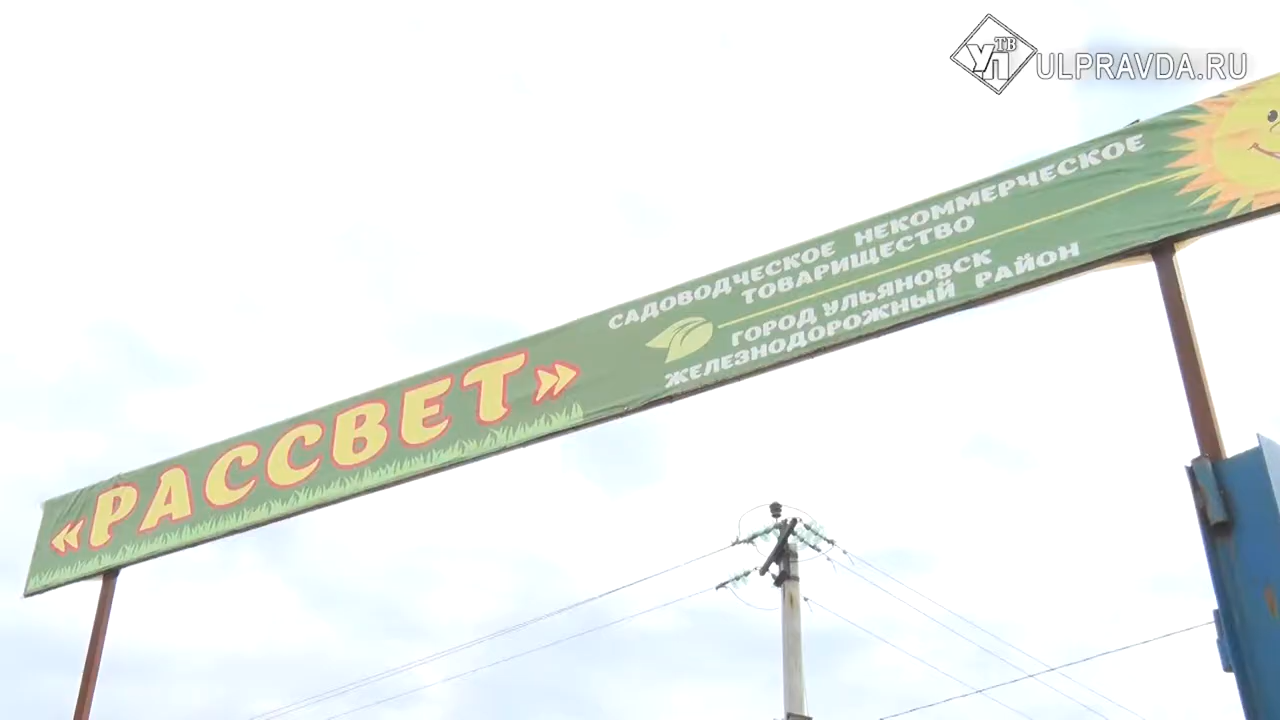 УП ТВ
ULPRAVDA.RU
«РАССВЕТ»
САДОВОДЧЕСКОЕ НЕКОММЕРЧЕСКОЕ
ТОВАРИЩЕСТВО
ГОРОД УЛЬЯНОВСК
ЖЕЛЕЗНОДОРОЖНЫЙ РАЙОН